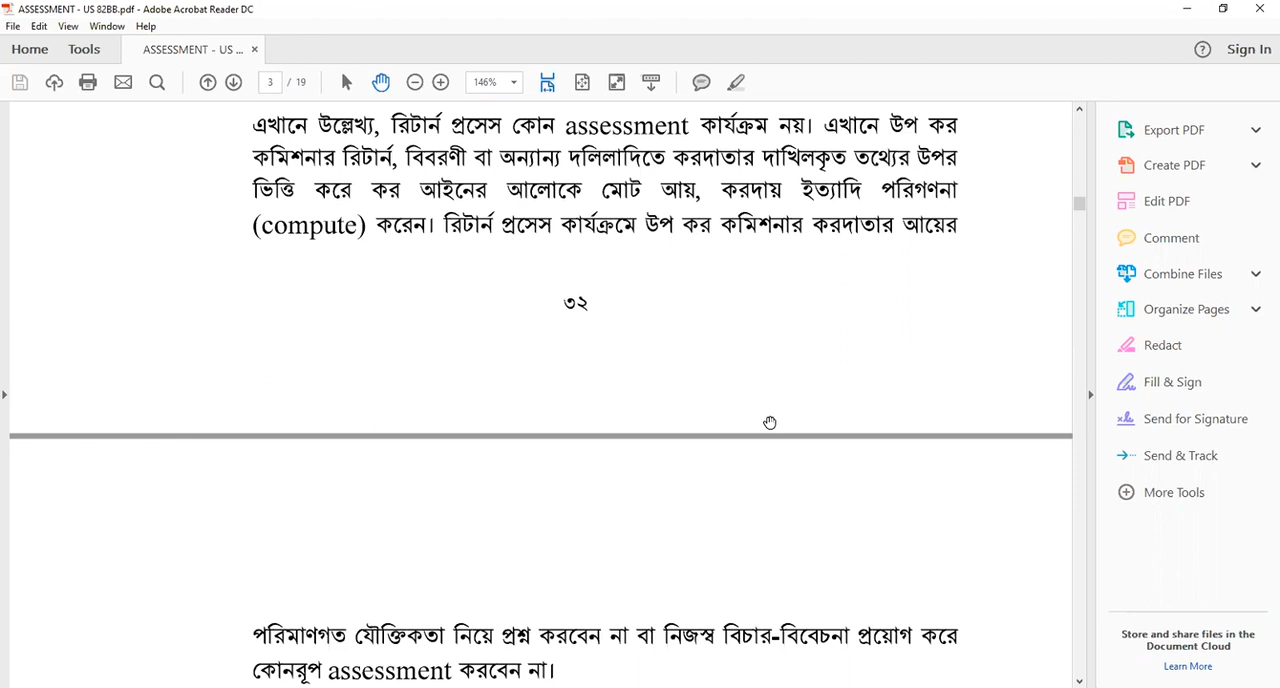 ASSESSMENT - US 82BB.pdf - Adobe Acrobat Reader DC
File Edit View Window Help
Home Tools ASSESSMENT - US ... × Sign In
3 / 19 146%
এখানে উল্লেখ্য, রিটার্ন প্রসেস কোন assessment কার্যক্রম নয়। এখানে উপ কর
কমিশনার রিটার্ন, বিবরণী বা অন্যান্য দলিলাদিতে করদাতার দাখিলকৃত তথ্যের উপর
ভিত্তি করে কর আইনের আলোকে মোট আয়, করদায় ইত্যাদি পরিগণনা
(compute) করেন। রিটার্ন প্রসেস কার্যক্রমে উপ কর কমিশনার করদাতার আয়ের
৩২
পরিমাণগত যৌক্তিকতা নিয়ে প্রশ্ন করবেন না বা নিজস্ব বিচার-বিবেচনা প্রয়োগ করে
কোনরূপ assessment করবেন না।
Export PDF
Create PDF
Edit PDF
Comment
Combine Files
Organize Pages
Redact
Fill & Sign
Send for Signature
Send & Track
More Tools
Store and share files in the
Document Cloud
Learn More